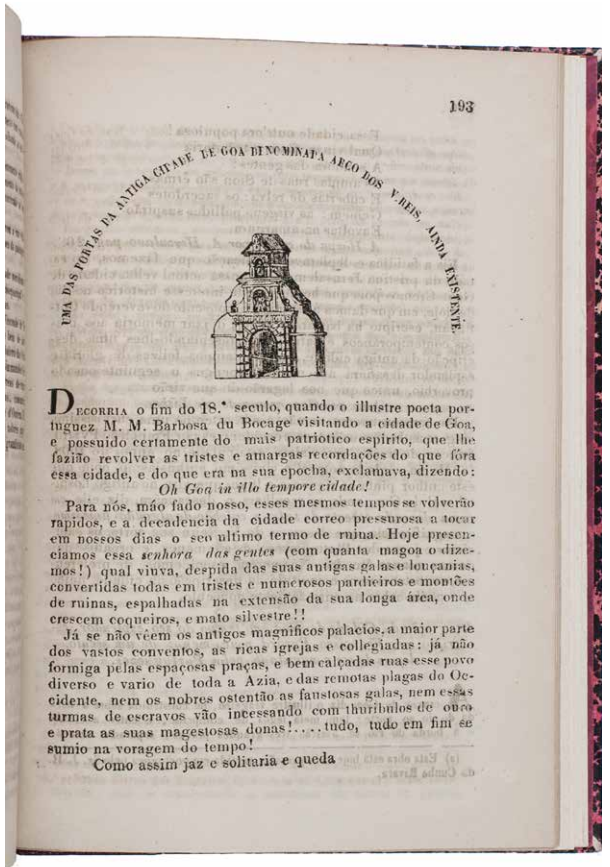 193
UMA DAS PORTAS DA ANTIGA CIDADE DE GOA DENOMINADA ARCO DOS V.REIS, AINDA EXISTENTE.
DECORRIA o fim do 18.° seculo, quando o illustre poeta por-
tuguez M. M. Barbosa du Bocage visitando a cidade de Goa,
e possuido certamente do mais patriotico espirito, que lhe
fazião revolver as tristes e amargas recordações do que fôra
essa cidade, e do que era na sua epocha, exclamava, dizendo:
Oh Goa in illo tempore cidade!
Para nós, máo fado nosso, esses mesmos tempos se volverão
rapidos, e a decadencia da cidade correo pressurosa a tocar
em nossos dias o seo ultimo termo de ruina. Hoje presen-
ciamos essa senhora das gentes (com quanta magoa o dize-
mos!) qual viuva, despida das suas antigas galas e louçanias,
convertidas todas em tristes e numerosos pardieiros e montões
de ruinas, espalhadas na extensão da sua longa área, onde
crescem coqueiros, e mato silvestre!!
Já se não vêem os antigos magnificos palacios, a maior parte
dos vastos conventos, as ricas igrejas e collegiadas: já não
formiga pelas espaçosas praças, e bem calçadas ruas esse povo
diverso e vario de toda a Azia, e das remotas plagas do Oc-
cidente, nem os nobres ostentão as faustosas galas, nem essas
turmas de escravos vão incessando com thuribulos de ouro
e prata as suas magestosas donas!....tudo, tudo em fim se
sumio na voragem do tempo!
Como assim jaz e solitaria e queda